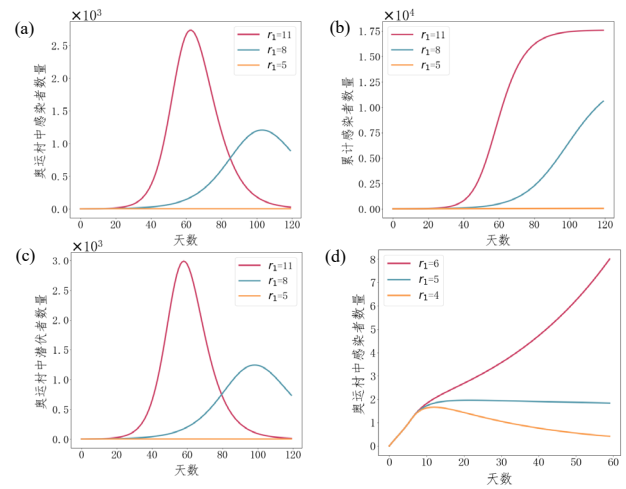 (a)
×10³
奥运村中感染者数量
2.5
2.0
1.5
1.0
0.5
0.0
0 20 40 60 80 100 120
天数
r₁=11
r₁=8
r₁=5
(b)
×10⁴
累计感染者数量
1.75
1.50
1.25
1.00
0.75
0.50
0.25
0.00
0 20 40 60 80 100 120
天数
r₁=11
r₁=8
r₁=5
(c)
×10³
奥运村中潜伏者数量
3.0
2.5
2.0
1.5
1.0
0.5
0.0
0 20 40 60 80 100 120
天数
r₁=11
r₁=8
r₁=5
(d)
奥运村中感染者数量
8
7
6
5
4
3
2
1
0
0 10 20 30 40 50 60
天数
r₁=6
r₁=5
r₁=4